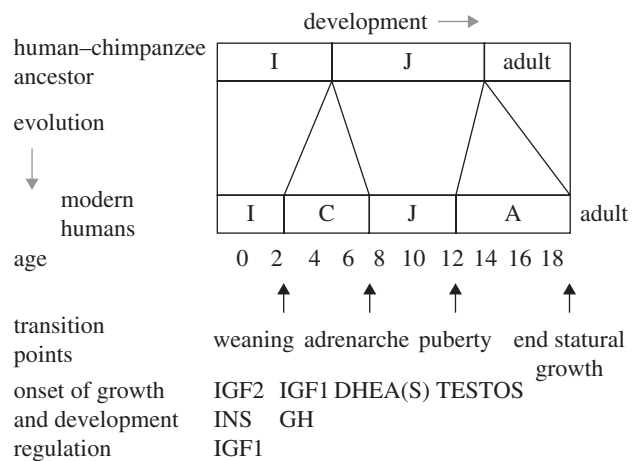 development
human–chimpanzee
ancestor
I J adult
evolution
modern
humans
I C J A adult
age 0 2 4 6 8 10 12 14 16 18
transition
points
weaning adrenarche puberty end statural
growth
onset of growth IGF2 IGF1 DHEA(S) TESTOS
and development INS GH
regulation IGF1